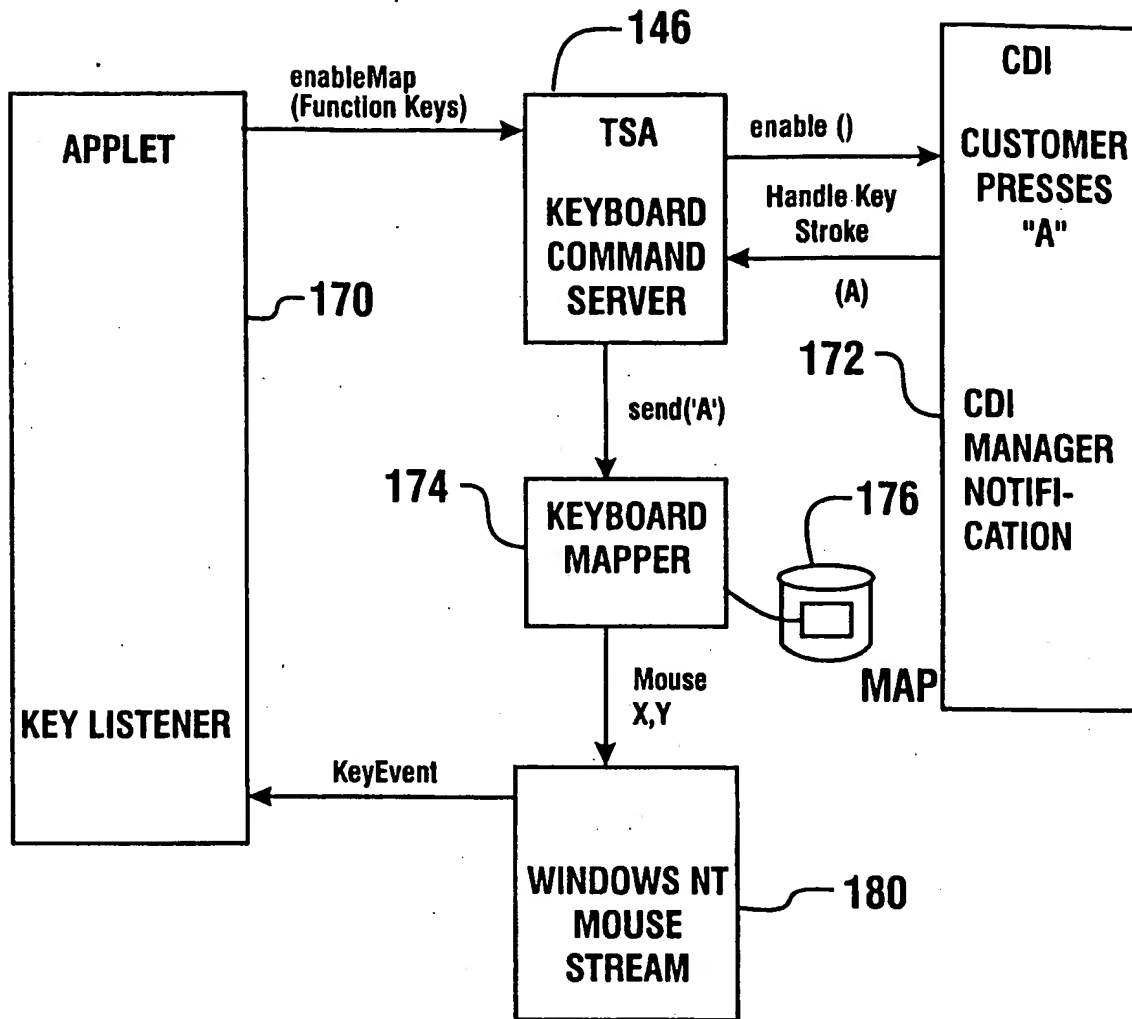 146
CDI
enableMap
(Function Keys)
APPLET
TSA
KEYBOARD
COMMAND
SERVER
enable ()
CUSTOMER
PRESSES
"A"
Handle Key
Stroke
(A)
170
172
send('A')
CDI
MANAGER
NOTIFI-
CATION
174
KEYBOARD
MAPPER
176
MAP
Mouse
X,Y
KEY LISTENER
KeyEvent
WINDOWS NT
MOUSE
STREAM
180